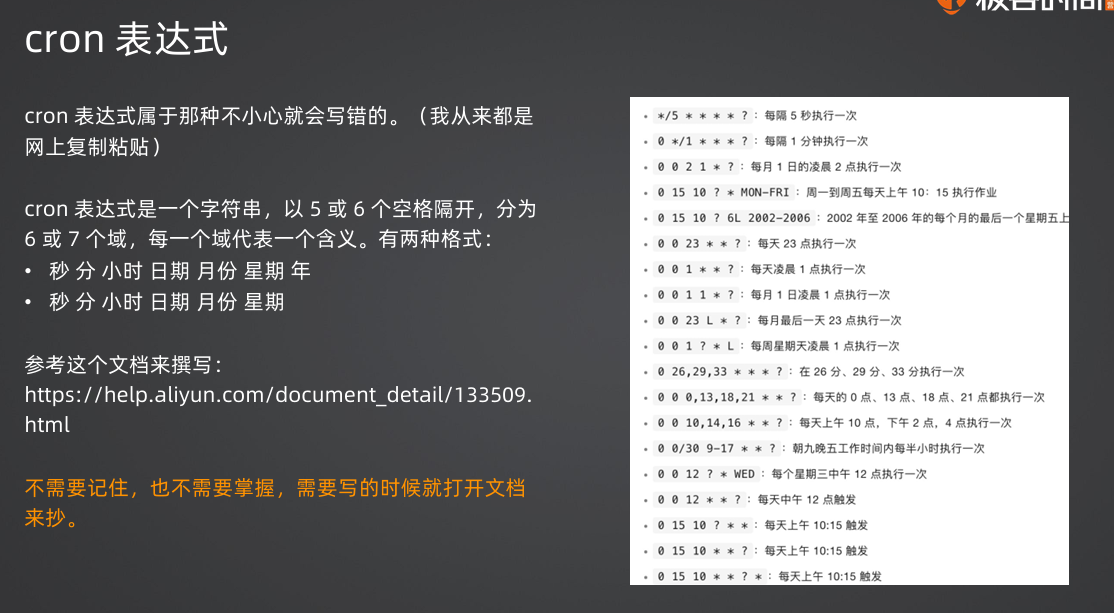 cron 表达式
cron 表达式属于那种不小心就会写错的。（我从来都是
网上复制粘贴）
cron 表达式是一个字符串，以 5 或 6 个空格隔开，分为
6 或 7 个域，每一个域代表一个含义。有两种格式：
• 秒 分 小时 日期 月份 星期 年
• 秒 分 小时 日期 月份 星期
参考这个文档来撰写：
https://help.aliyun.com/document_detail/133509.
html
不需要记住，也不需要掌握，需要写的时候就打开文档
来抄。
• */5 * * * * ? ：每隔 5 秒执行一次
• 0 */1 * * * ? ：每隔 1 分钟执行一次
• 0 0 2 1 * ? ：每月 1 日的凌晨 2 点执行一次
• 0 15 10 ? * MON-FRI ：周一到周五每天上午 10：15 执行作业
• 0 15 10 ? 6L 2002-2006 ：2002 年至 2006 年的每个月的最后一个星期五上
• 0 0 23 * * ? ：每天 23 点执行一次
• 0 0 1 * * ? ：每天凌晨 1 点执行一次
• 0 0 1 1 * ? ：每月 1 日凌晨 1 点执行一次
• 0 0 23 L * ? ：每月最后一天 23 点执行一次
• 0 0 1 ? * L ：每周星期天凌晨 1 点执行一次
• 0 26,29,33 * * * ? ：在 26 分、29 分、33 分执行一次
• 0 0 0,13,18,21 * * ? ：每天的 0 点、13 点、18 点、21 点都执行一次
• 0 0 10,14,16 * * ? ：每天上午 10 点，下午 2 点，4 点执行一次
• 0 0/30 9-17 * * ? ：朝九晚五工作时间内每半小时执行一次
• 0 0 12 ? * WED ：每个星期三中午 12 点执行一次
• 0 0 12 * * ? ：每天中午 12 点触发
• 0 15 10 ? * * ：每天上午 10:15 触发
• 0 15 10 * * ? ：每天上午 10:15 触发
• 0 15 10 * * ? * ：每天上午 10:15 触发